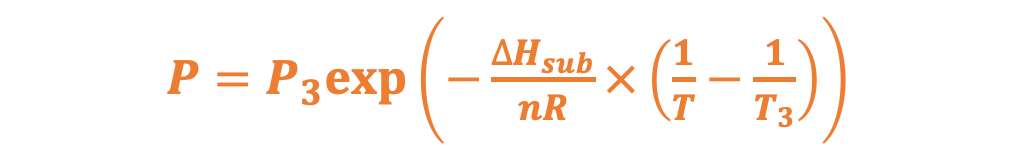 P = P₃exp(−ΔH_sub/nR × (1/T − 1/T₃))